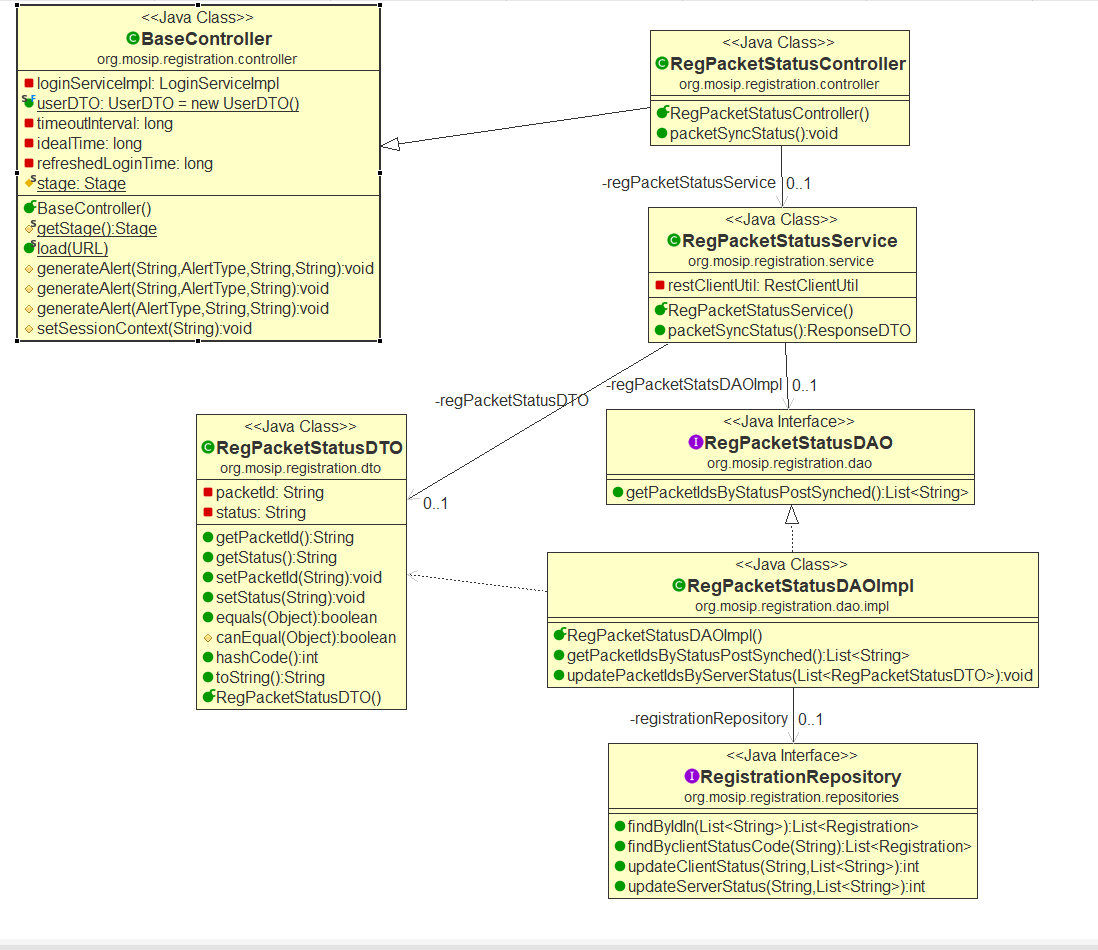 <<Java Class>>
BaseController
org.mosip.registration.controller
loginServiceImpl: LoginServiceImpl
userDTO: UserDTO = new UserDTO()
timeoutInterval: long
idealTime: long
refreshedLoginTime: long
stage: Stage
BaseController()
getStage():Stage
load(URL)
generateAlert(String,AlertType,String,String):void
generateAlert(String,AlertType,String):void
generateAlert(AlertType,String,String):void
setSessionContext(String):void
<<Java Class>>
RegPacketStatusController
org.mosip.registration.controller
RegPacketStatusController()
packetSyncStatus():void
-regPacketStatusService
0..1
<<Java Class>>
RegPacketStatusService
org.mosip.registration.service
restClientUtil: RestClientUtil
RegPacketStatusService()
packetSyncStatus():ResponseDTO
-regPacketStatsDAOImpl
0..1
-regPacketStatusDTO
0..1
<<Java Class>>
RegPacketStatusDTO
org.mosip.registration.dto
packetId: String
status: String
getPacketId():String
getStatus():String
setPacketId(String):void
setStatus(String):void
equals(Object):boolean
canEqual(Object):boolean
hashCode():int
toString():String
RegPacketStatusDTO()
<<Java Interface>>
RegPacketStatusDAO
org.mosip.registration.dao
getPacketIdsByStatusPostSynched():List<String>
<<Java Class>>
RegPacketStatusDAOImpl
org.mosip.registration.dao.impl
RegPacketStatusDAOImpl()
getPacketIdsByStatusPostSynched():List<String>
updatePacketIdsByServerStatus(List<RegPacketStatusDTO>):void
-registrationRepository
0..1
<<Java Interface>>
RegistrationRepository
org.mosip.registration.repositories
findByIdIn(List<String>):List<Registration>
findByclientStatusCode(String):List<Registration>
updateClientStatus(String,List<String>):int
updateServerStatus(String,List<String>):int